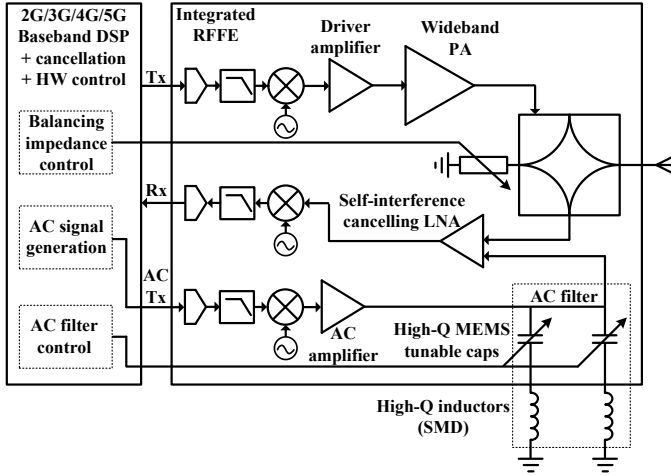 2G/3G/4G/5G
Baseband DSP
+ cancellation
+ HW control
Integrated
RFFE
Driver
amplifier
Wideband
PA
Tx
Balancing
impedance
control
Rx
Self-interference
cancelling LNA
AC signal
generation
AC
Tx
AC filter
AC filter
control
AC
amplifier
High-Q MEMS
tunable caps
High-Q inductors
(SMD)